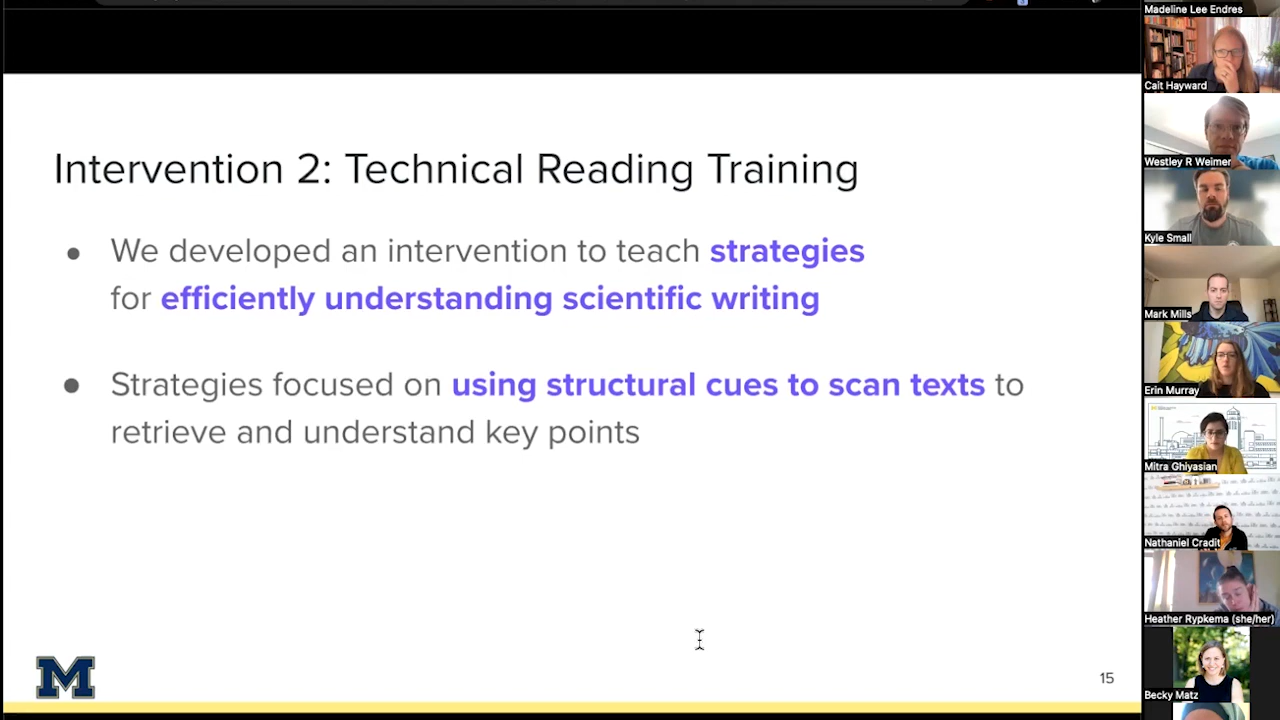 Intervention 2: Technical Reading Training
● We developed an intervention to teach strategies
for efficiently understanding scientific writing
● Strategies focused on using structural cues to scan texts to
retrieve and understand key points
M
15
Madeline Lee Endres
Cait Hayward
Westley R Weimer
Kyle Small
Mark Mills
Erin Murray
Mitra Ghiyasian
Nathaniel Cradit
Heather Rypkema (she/her)
Becky Matz